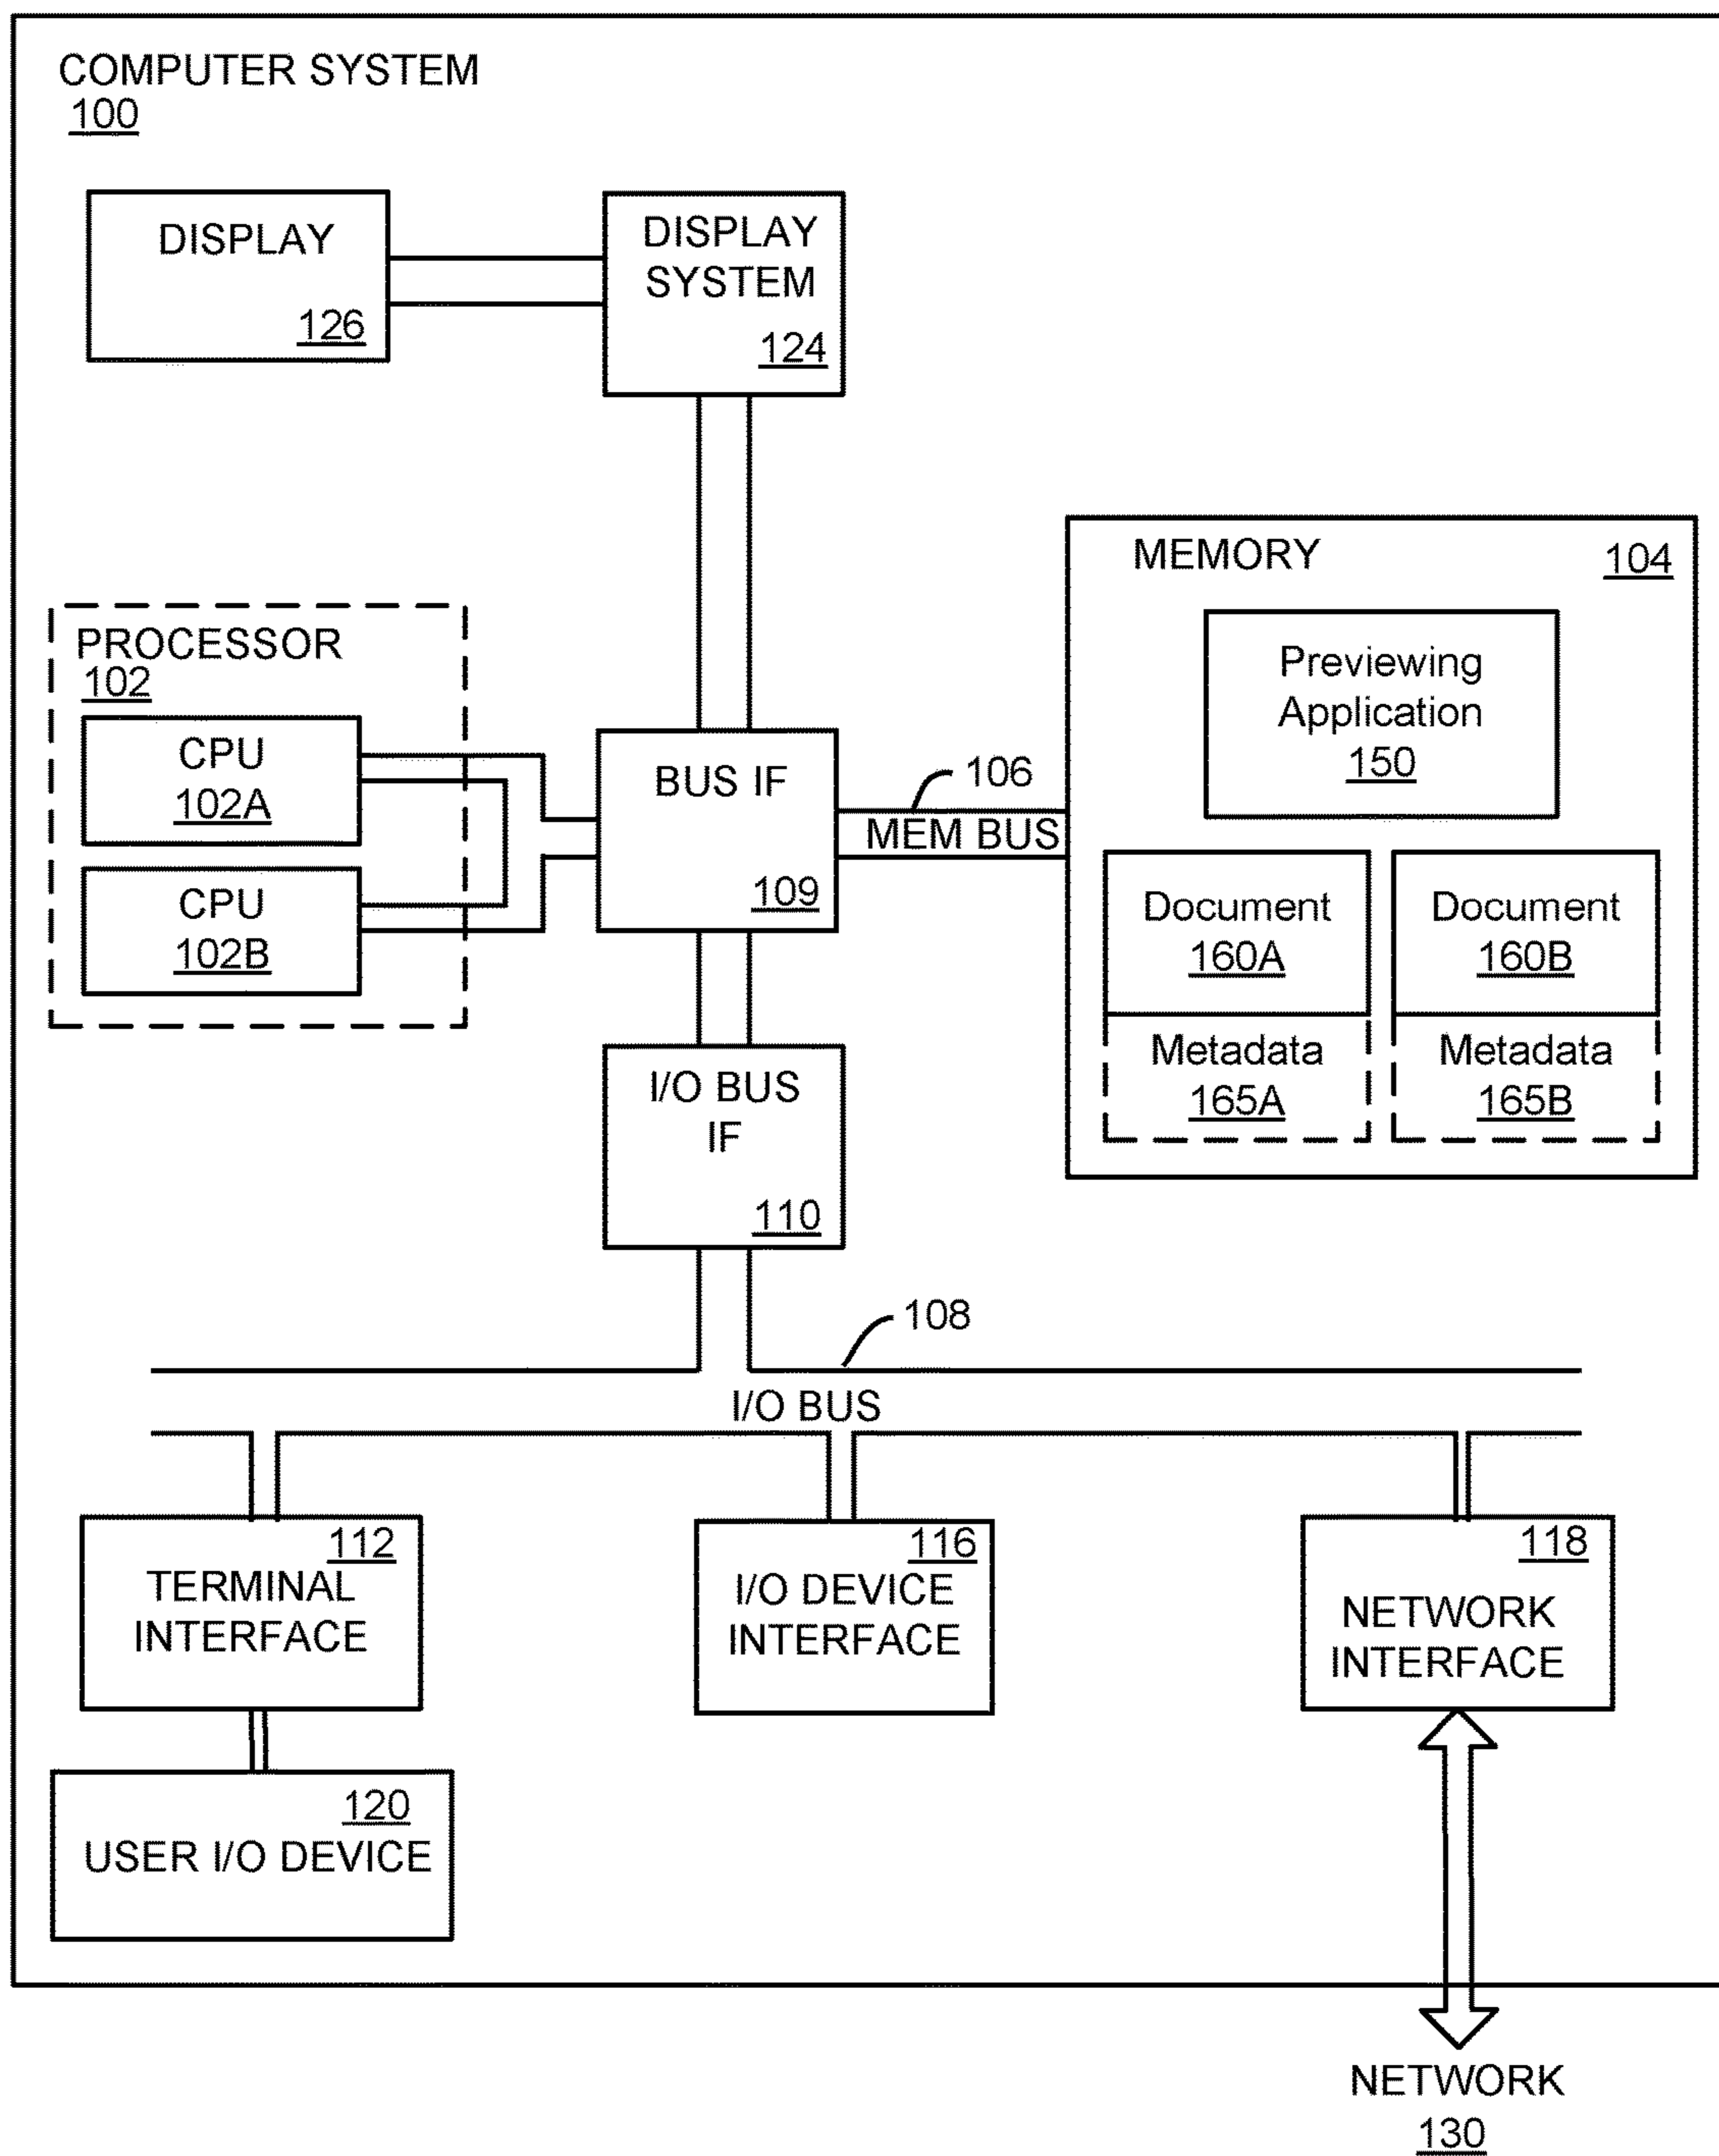 COMPUTER SYSTEM
100
DISPLAY
126
DISPLAY
SYSTEM
124
MEMORY
104
Previewing
Application
150
PROCESSOR
102
CPU
102A
CPU
102B
BUS IF
109
106
MEM BUS
Document
160A
Document
160B
Metadata
165A
Metadata
165B
I/O BUS
IF
110
108
I/O BUS
112
TERMINAL
INTERFACE
116
I/O DEVICE
INTERFACE
118
NETWORK
INTERFACE
120
USER I/O DEVICE
NETWORK
130